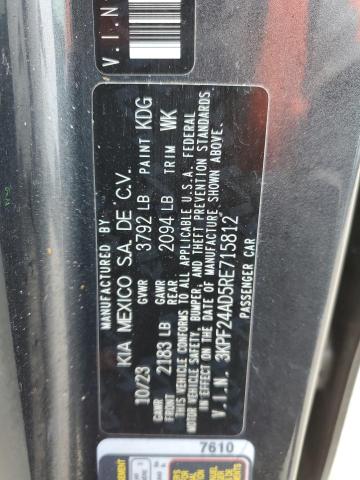 V.I.N
MANUFACTURED BY
KIA MEXICO S.A. DE C.V.
10/23 GVWR 3792 LB PAINT KDG
GAWR FRONT 2183 LB GAWR REAR 2094 LB TRIM WK
THIS VEHICLE CONFORMS TO ALL APPLICABLE U.S.A. FEDERAL
MOTOR VEHICLE SAFETY, BUMPER, AND THEFT PREVENTION STANDARDS
IN EFFECT ON THE DATE OF MANUFACTURE SHOWN ABOVE.
V.I.N. 3KPF24AD5RE715812
PASSENGER CAR
7610